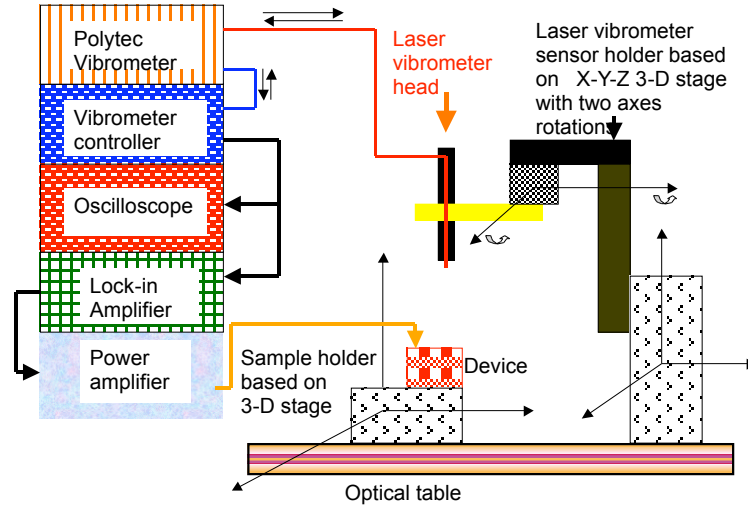 Polytec
Vibrometer
Vibrometer
controller
Oscilloscope
Lock-in
Amplifier
Power
amplifier
Laser
vibrometer
head
Laser vibrometer
sensor holder based
on X-Y-Z 3-D stage
with two axes
rotations
Sample holder
based on
3-D stage
Device
Optical table